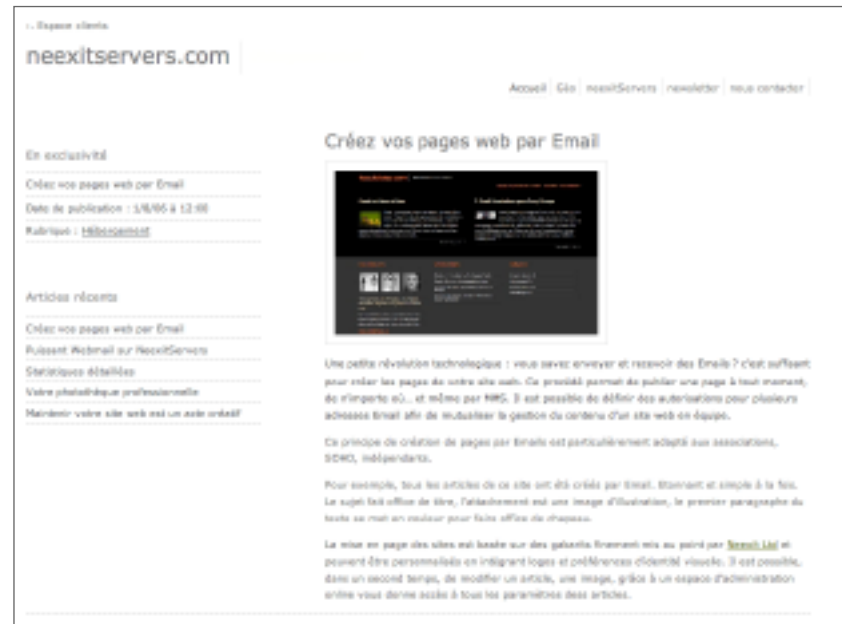 :. Espace clients
neexitservers.com
Accueil Géo neexitServers newsletter nous contacter
En exclusivité
Créez vos pages web par Email
Date de publication : 1/8/06 à 12:00
Rubrique : Hébergement
Articles récents
Créez vos pages web par Email
Puissant Webmail sur NeexitServers
Statistiques détaillées
Votre photothèque professionnelle
Maintenir votre site web est un acte créatif
Créez vos pages web par Email
Une petite révolution technologique : vous savez envoyer et recevoir des Emails ? c'est suffisant
pour créer les pages de votre site web. Ce procédé permet de publier une page à tout moment,
de n'importe où... et même par MMS. Il est possible de définir des autorisations pour plusieurs
adresses Email afin de mutualiser la gestion du contenu d'un site web en équipe.
Ce principe de création de pages par Emails est particulièrement adapté aux associations,
SOHO, indépendants.
Pour exemple, tous les articles de ce site ont été créés par Email. Etonnant et simple à la fois.
Le sujet fait office de titre, l'attachement est une image d'illustration, le premier paragraphe du
texte se met en couleur pour faire office de chapeau.
La mise en page des sites est basée sur des gabarits finement mis au point par Neexit Ltd et
peuvent être personnalisés en intégrant logos et préférences d'identité visuelle. Il est possible,
dans un second temps, de modifier un article, une image, grâce à un espace d'administration
online vous donne accès à tous les paramètres dess articles.